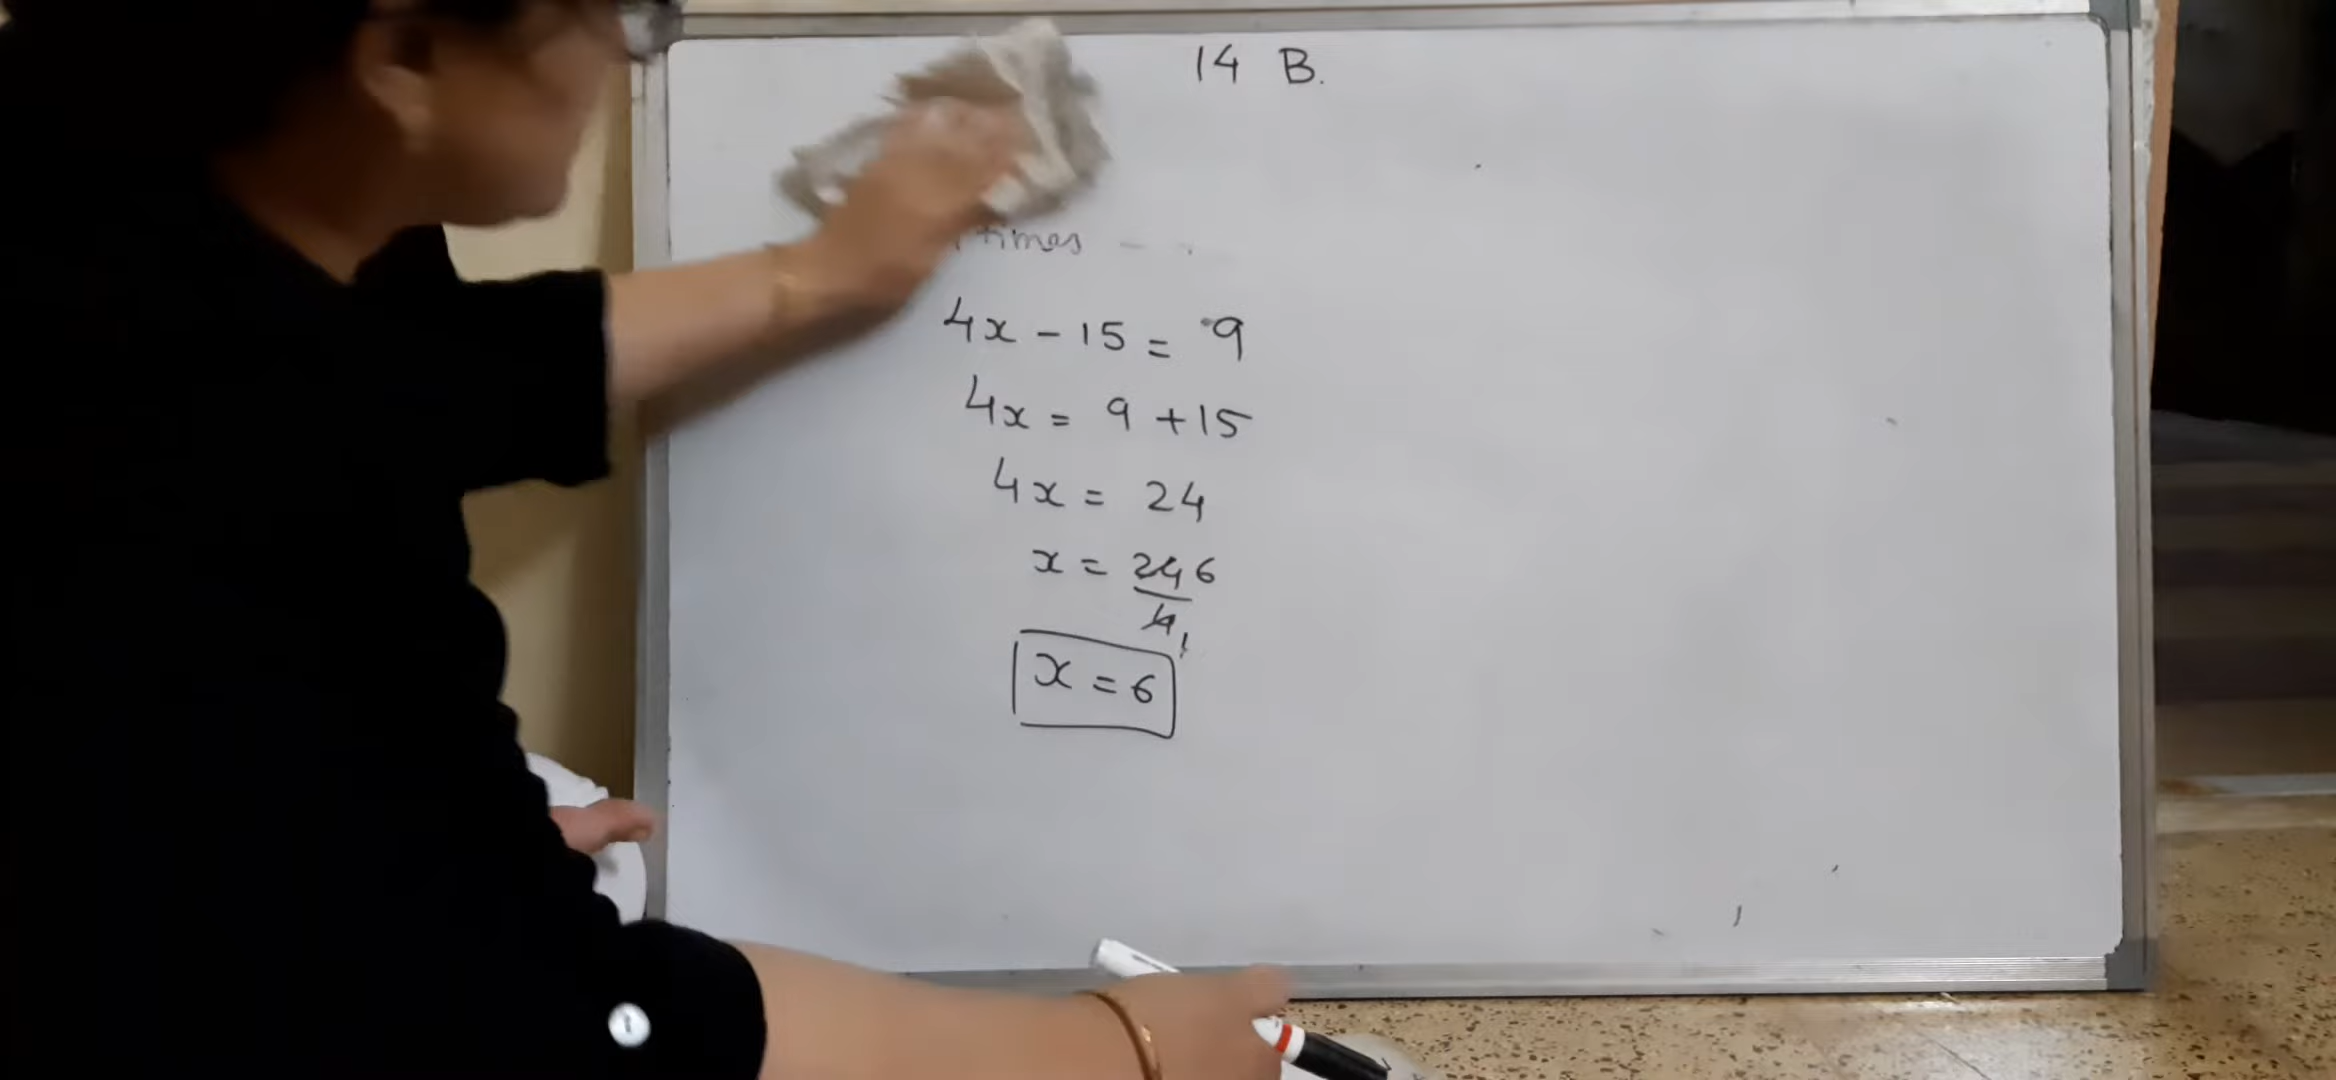 14 B.
times - .
4x - 15 = 9
4x = 9 + 15
4x = 24
x = 24 6
4 1
x = 6